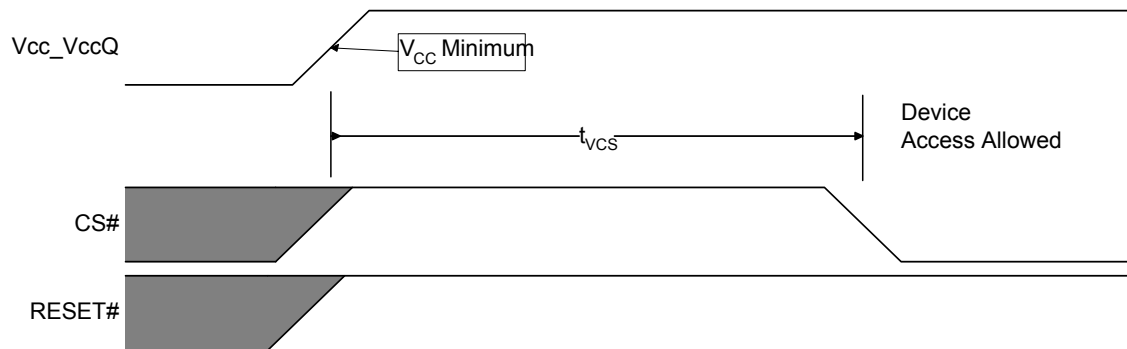 Vcc_VccQ
VCC Minimum
tVCS
Device
Access Allowed
CS#
RESET#